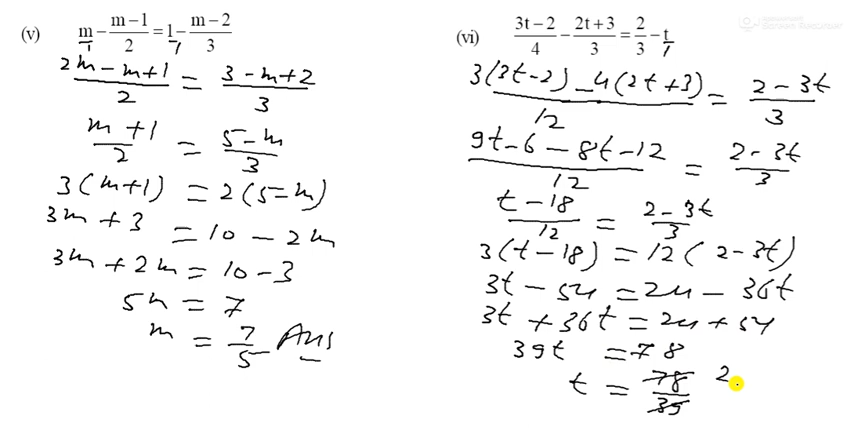 (v) m/1 - (m-1)/2 = 1/1 - (m-2)/3
(2m-m+1)/2 = (3-m+2)/3
(m+1)/2 = (5-m)/3
3(m+1) = 2(5-m)
3m+3 = 10-2m
3m+2m = 10-3
5m = 7
m = 7/5 Ans
(vi) (3t-2)/4 - (2t+3)/3 = 2/3 - t/1
(3(3t-2)-4(2t+3))/12 = (2-3t)/3
(9t-6-8t-12)/12 = (2-3t)/3
(t-18)/12 = (2-3t)/3
3(t-18) = 12(2-3t)
3t-54 = 24-36t
3t+36t = 24+54
39t = 78
t = 78/39 2